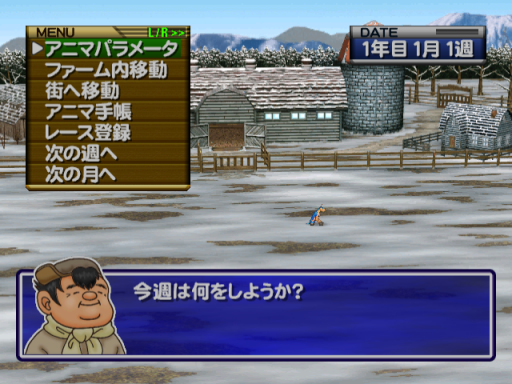 MENU L/R>>
アニマパラメータ
ファーム内移動
街へ移動
アニマ手帳
レース登録
次の週へ
次の月へ
DATE
1年目1月1週
今週は何をしようか?